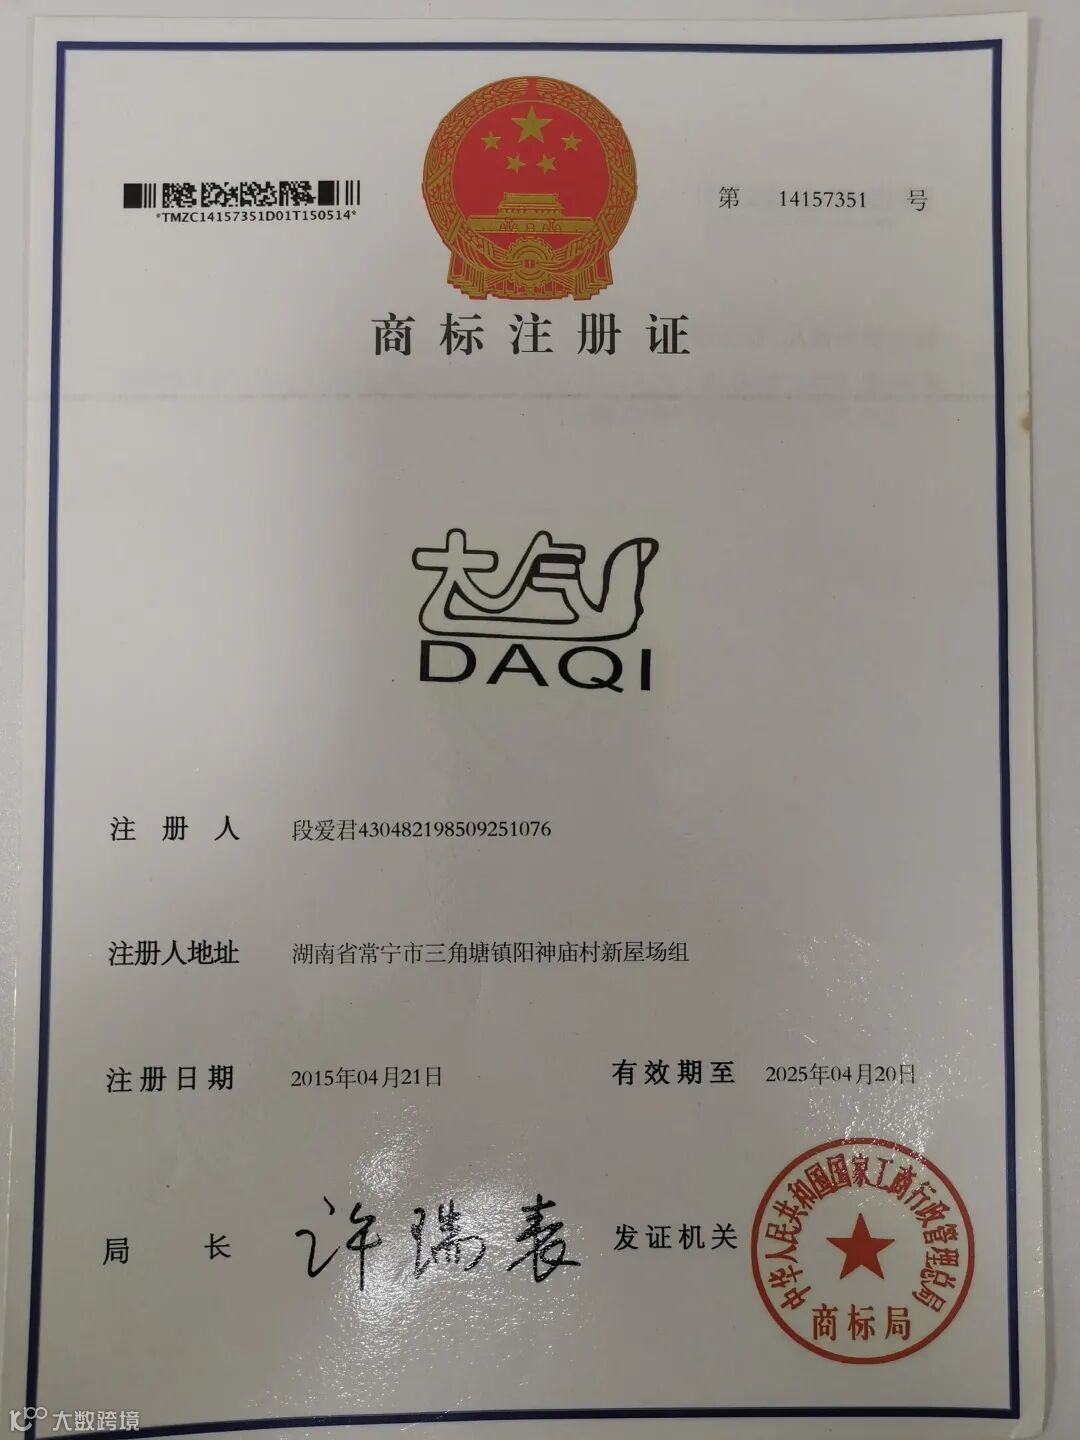 *TMZC14157351D01T150514*
第 14157351 号
商标注册证
大气
DAQI
注册人 段爱君430482198509251076
注册人地址 湖南省常宁市三角塘镇阳神庙村新屋场组
注册日期 2015年04月21日 有效期至 2025年04月20日
局长 许瑞表 发证机关
中华人民共和国国家工商行政管理总局
商标局
大数跨境